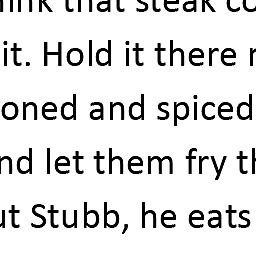 ink that steak co
it. Hold it there
oned and spiced
nd let them fry th
ut Stubb, he eats